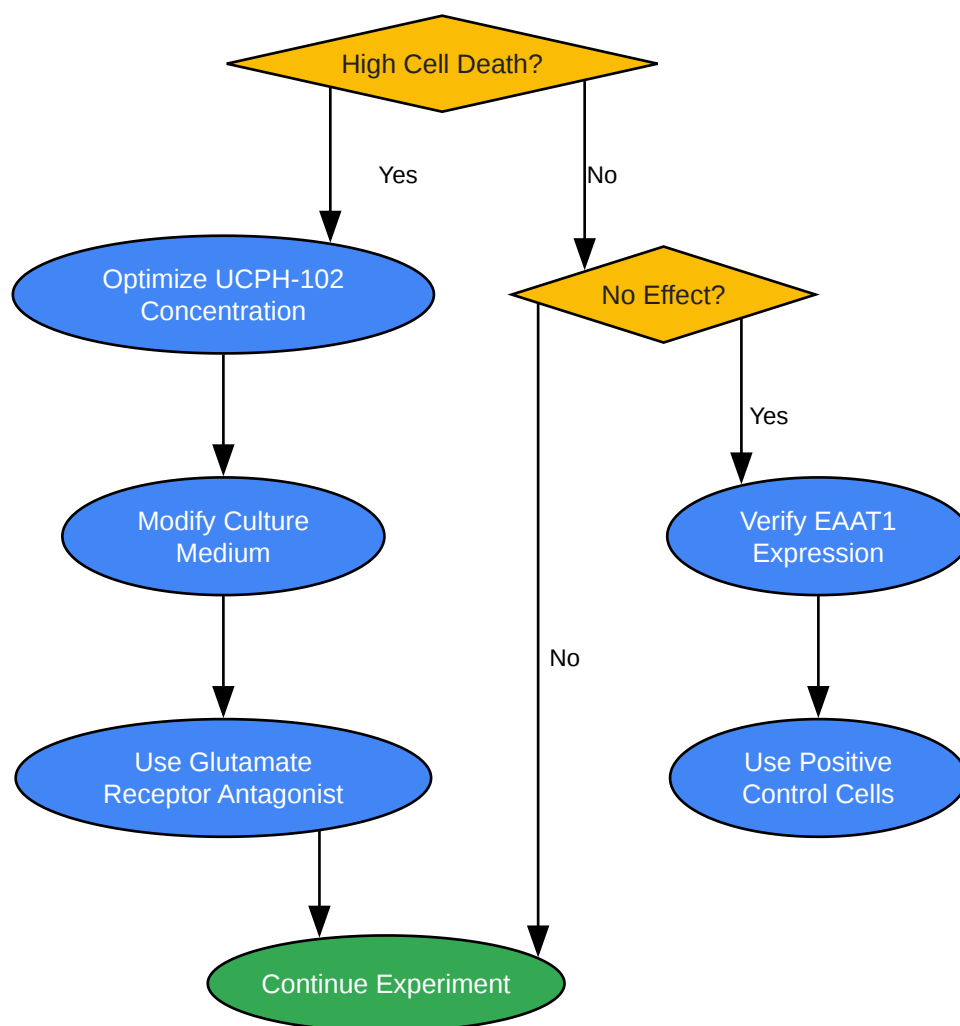 High Cell Death?
Yes
No
Optimize UCPH-102
Concentration
No Effect?
Yes
Modify Culture
Medium
Verify EAAT1
Expression
No
Use Glutamate
Receptor Antagonist
Use Positive
Control Cells
Continue Experiment